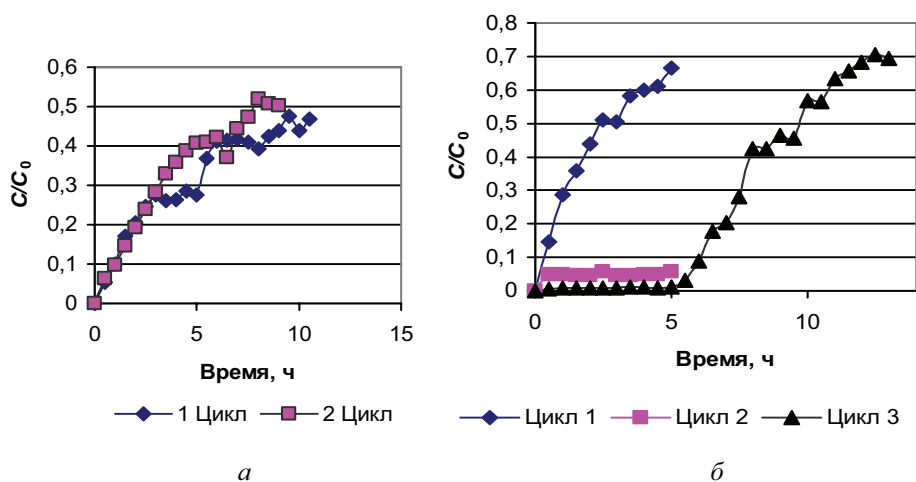 C/C0
0,6
0,5
0,4
0,3
0,2
0,1
0
0 5 10 15
Время, ч
1 Цикл 2 Цикл
а
C/C0
0,8
0,7
0,6
0,5
0,4
0,3
0,2
0,1
0
0 5 10
Время, ч
Цикл 1 Цикл 2 Цикл 3
б